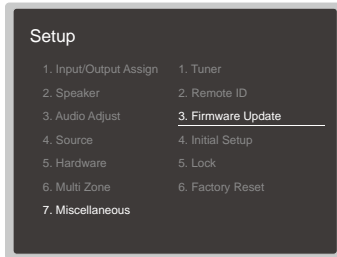 Setup
1. Input/Output Assign
2. Speaker
3. Audio Adjust
4. Source
5. Hardware
6. Multi Zone
7. Miscellaneous
1. Tuner
2. Remote ID
3. Firmware Update
4. Initial Setup
5. Lock
6. Factory Reset